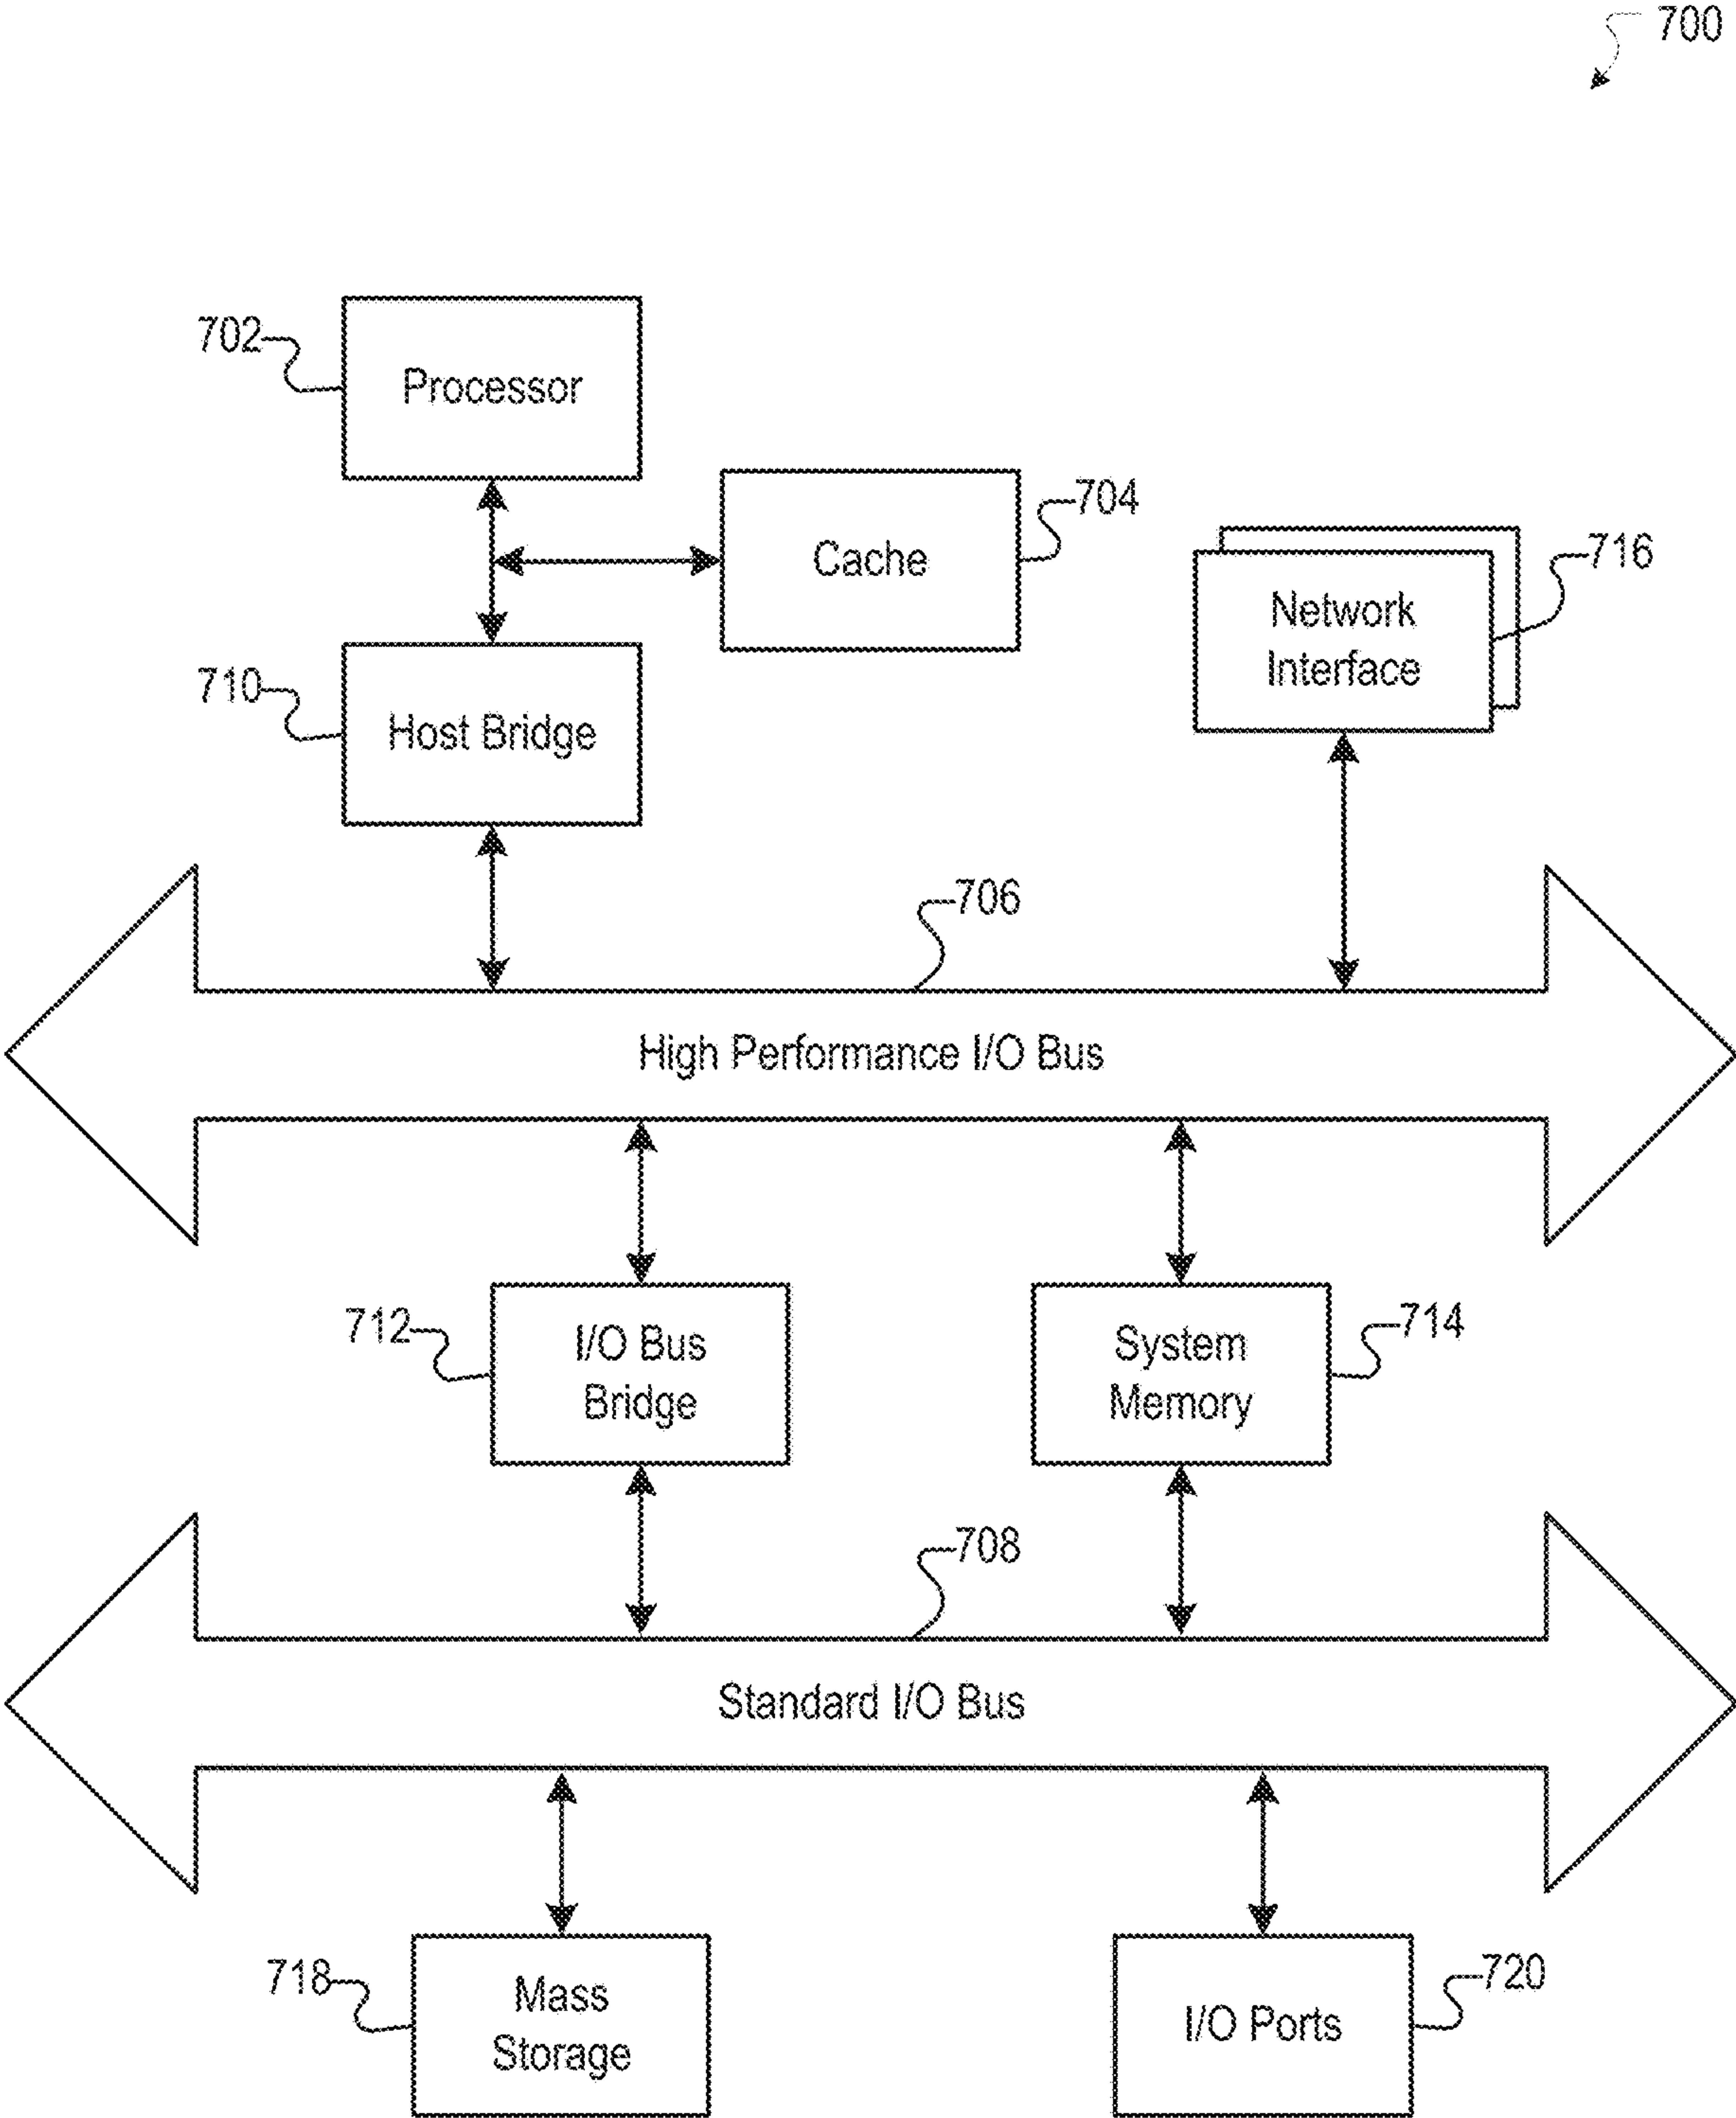 700
702
Processor
704
Cache
716
Network
Interface
710
Host Bridge
706
High Performance I/O Bus
712
I/O Bus
Bridge
714
System
Memory
708
Standard I/O Bus
718
Mass
Storage
720
I/O Ports